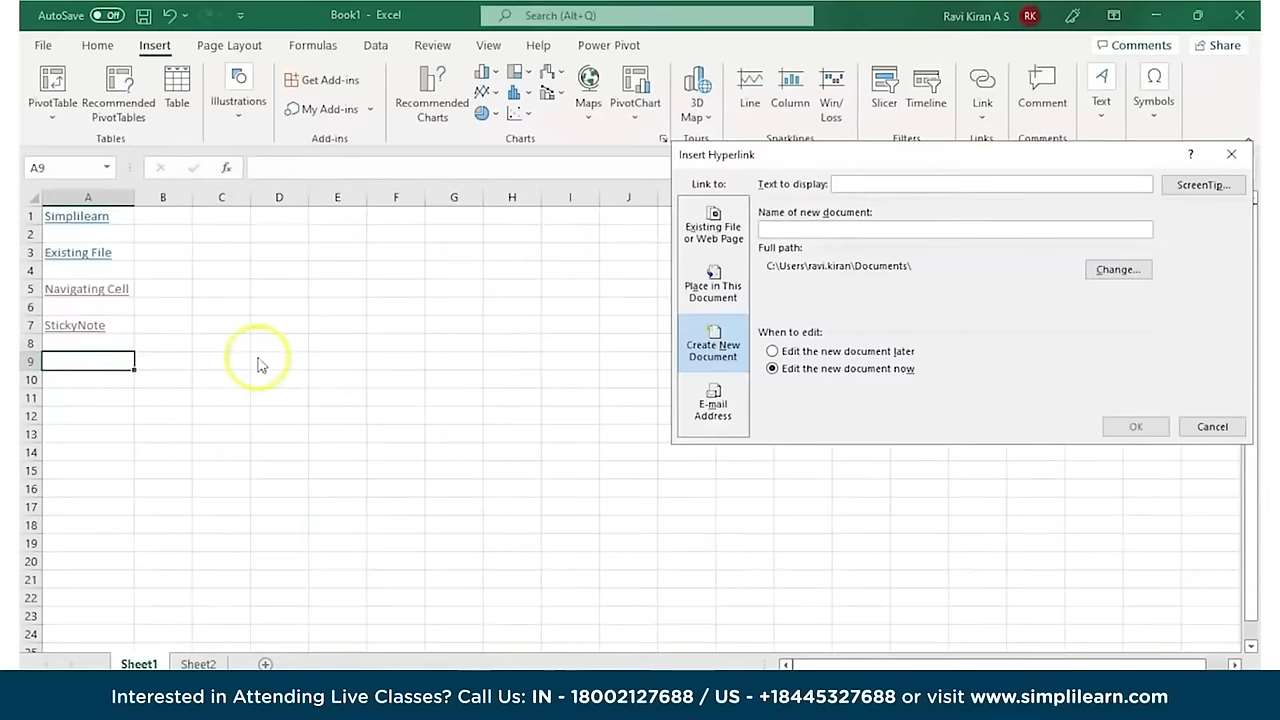 AutoSave Off Book1 - Excel Search (Alt+Q) Ravi Kiran A S RK
File Home Insert Page Layout Formulas Data Review View Help Power Pivot Comments Share
PivotTable Recommended PivotTables Table
Illustrations
Get Add-ins
My Add-ins
Recommended Charts
Maps PivotChart
3D Map
Line Column Win/Loss
Slicer Timeline
Link
Comment
Text
Symbols
Tables Add-ins Charts Tours Sparklines Filters Links Comments
A9 fx
A B C D E F G H I J
1 Simplilearn
2
3 Existing File
4
5 Navigating Cell
6
7 StickyNote
8
9
10
11
12
13
14
15
16
17
18
19
20
21
22
23
24
25
Insert Hyperlink ?
Link to: Text to display: ScreenTip...
Existing File or Web Page
Place in This Document
Create New Document
E-mail Address
Name of new document:
Full path:
C:\Users\ravi.kiran\Documents\
Change...
When to edit:
Edit the new document later
Edit the new document now
OK Cancel
Sheet1 Sheet2
Interested in Attending Live Classes? Call Us: IN - 18002127688 / US - +18445327688 or visit www.simplilearn.com